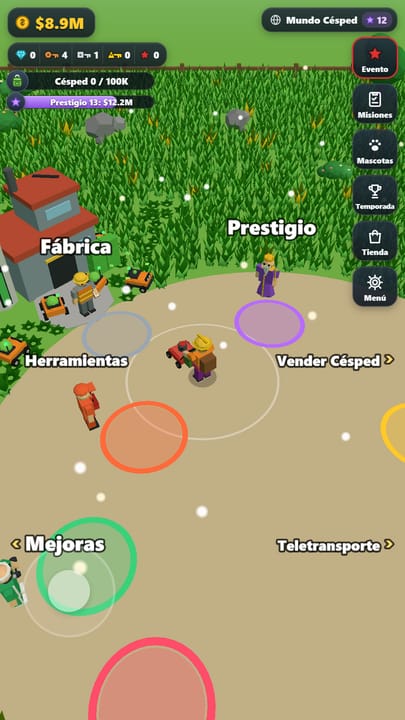 $8.9M
Mundo Césped ★ 12
0 4 1 0 0
Césped 0 / 100K
Prestigio 13: $12.2M
Evento
Misiones
Mascotas
Temporada
Tienda
Menú
Prestigio
Fábrica
Herramientas
Vender Césped >
< Mejoras
Teletransporte >